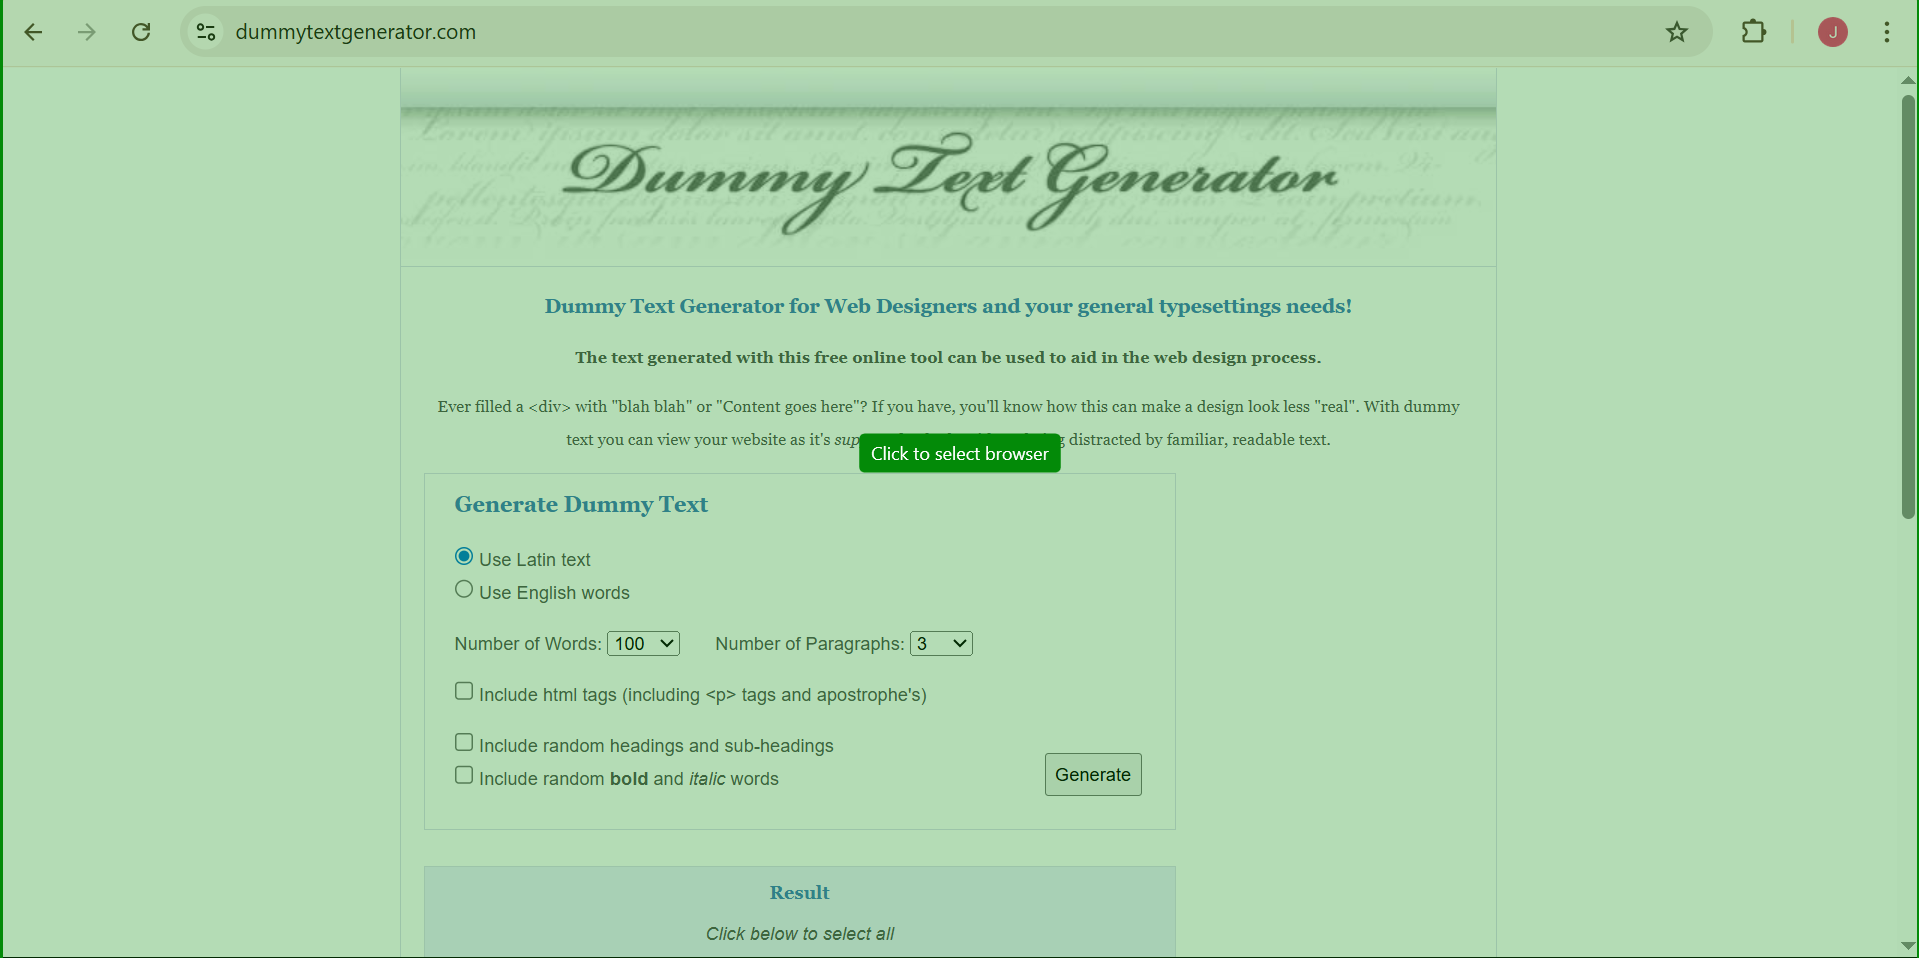 dummytextgenerator.com
J
Dummy Text Generator
Dummy Text Generator for Web Designers and your general typesettings needs!
The text generated with this free online tool can be used to aid in the web design process.
Ever filled a <div> with "blah blah" or "Content goes here"? If you have, you'll know how this can make a design look less "real". With dummy
text you can view your website as it's distracted by familiar, readable text.
Click to select browser
Generate Dummy Text
Use Latin text
Use English words
Number of Words: 100 Number of Paragraphs: 3
Include html tags (including <p> tags and apostrophe's)
Include random headings and sub-headings
Include random bold and italic words
Generate
Result
Click below to select all